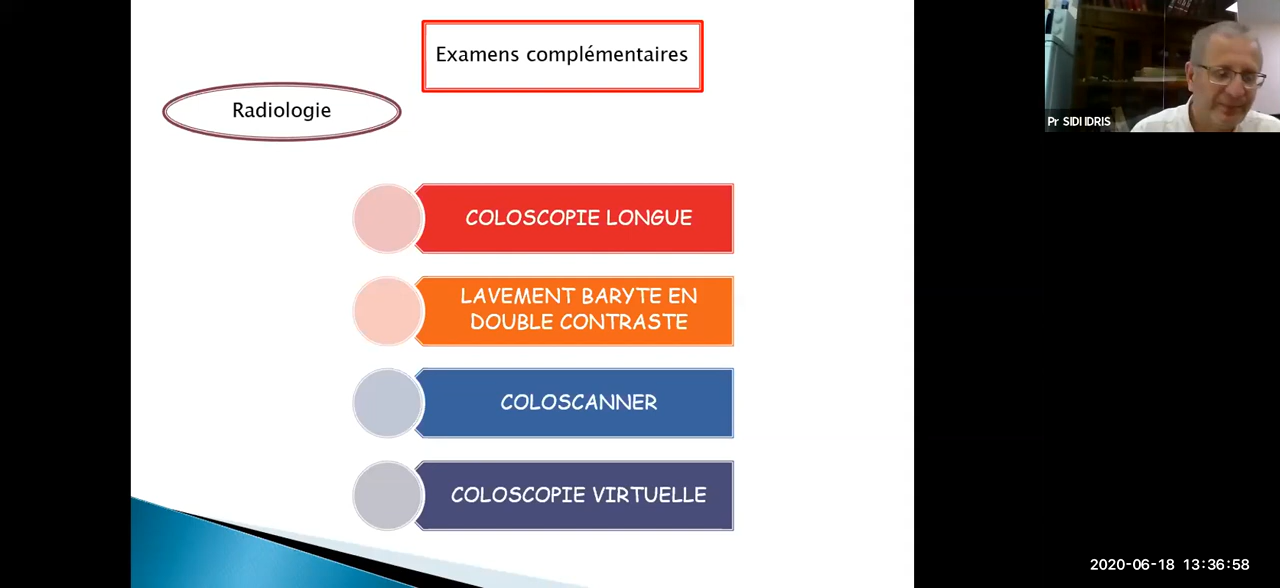 Examens complémentaires
Radiologie
COLOSCOPIE LONGUE
LAVEMENT BARYTE EN
DOUBLE CONTRASTE
COLOSCANNER
COLOSCOPIE VIRTUELLE
Pr SIDI IDRIS
2020-06-18 13:36:58